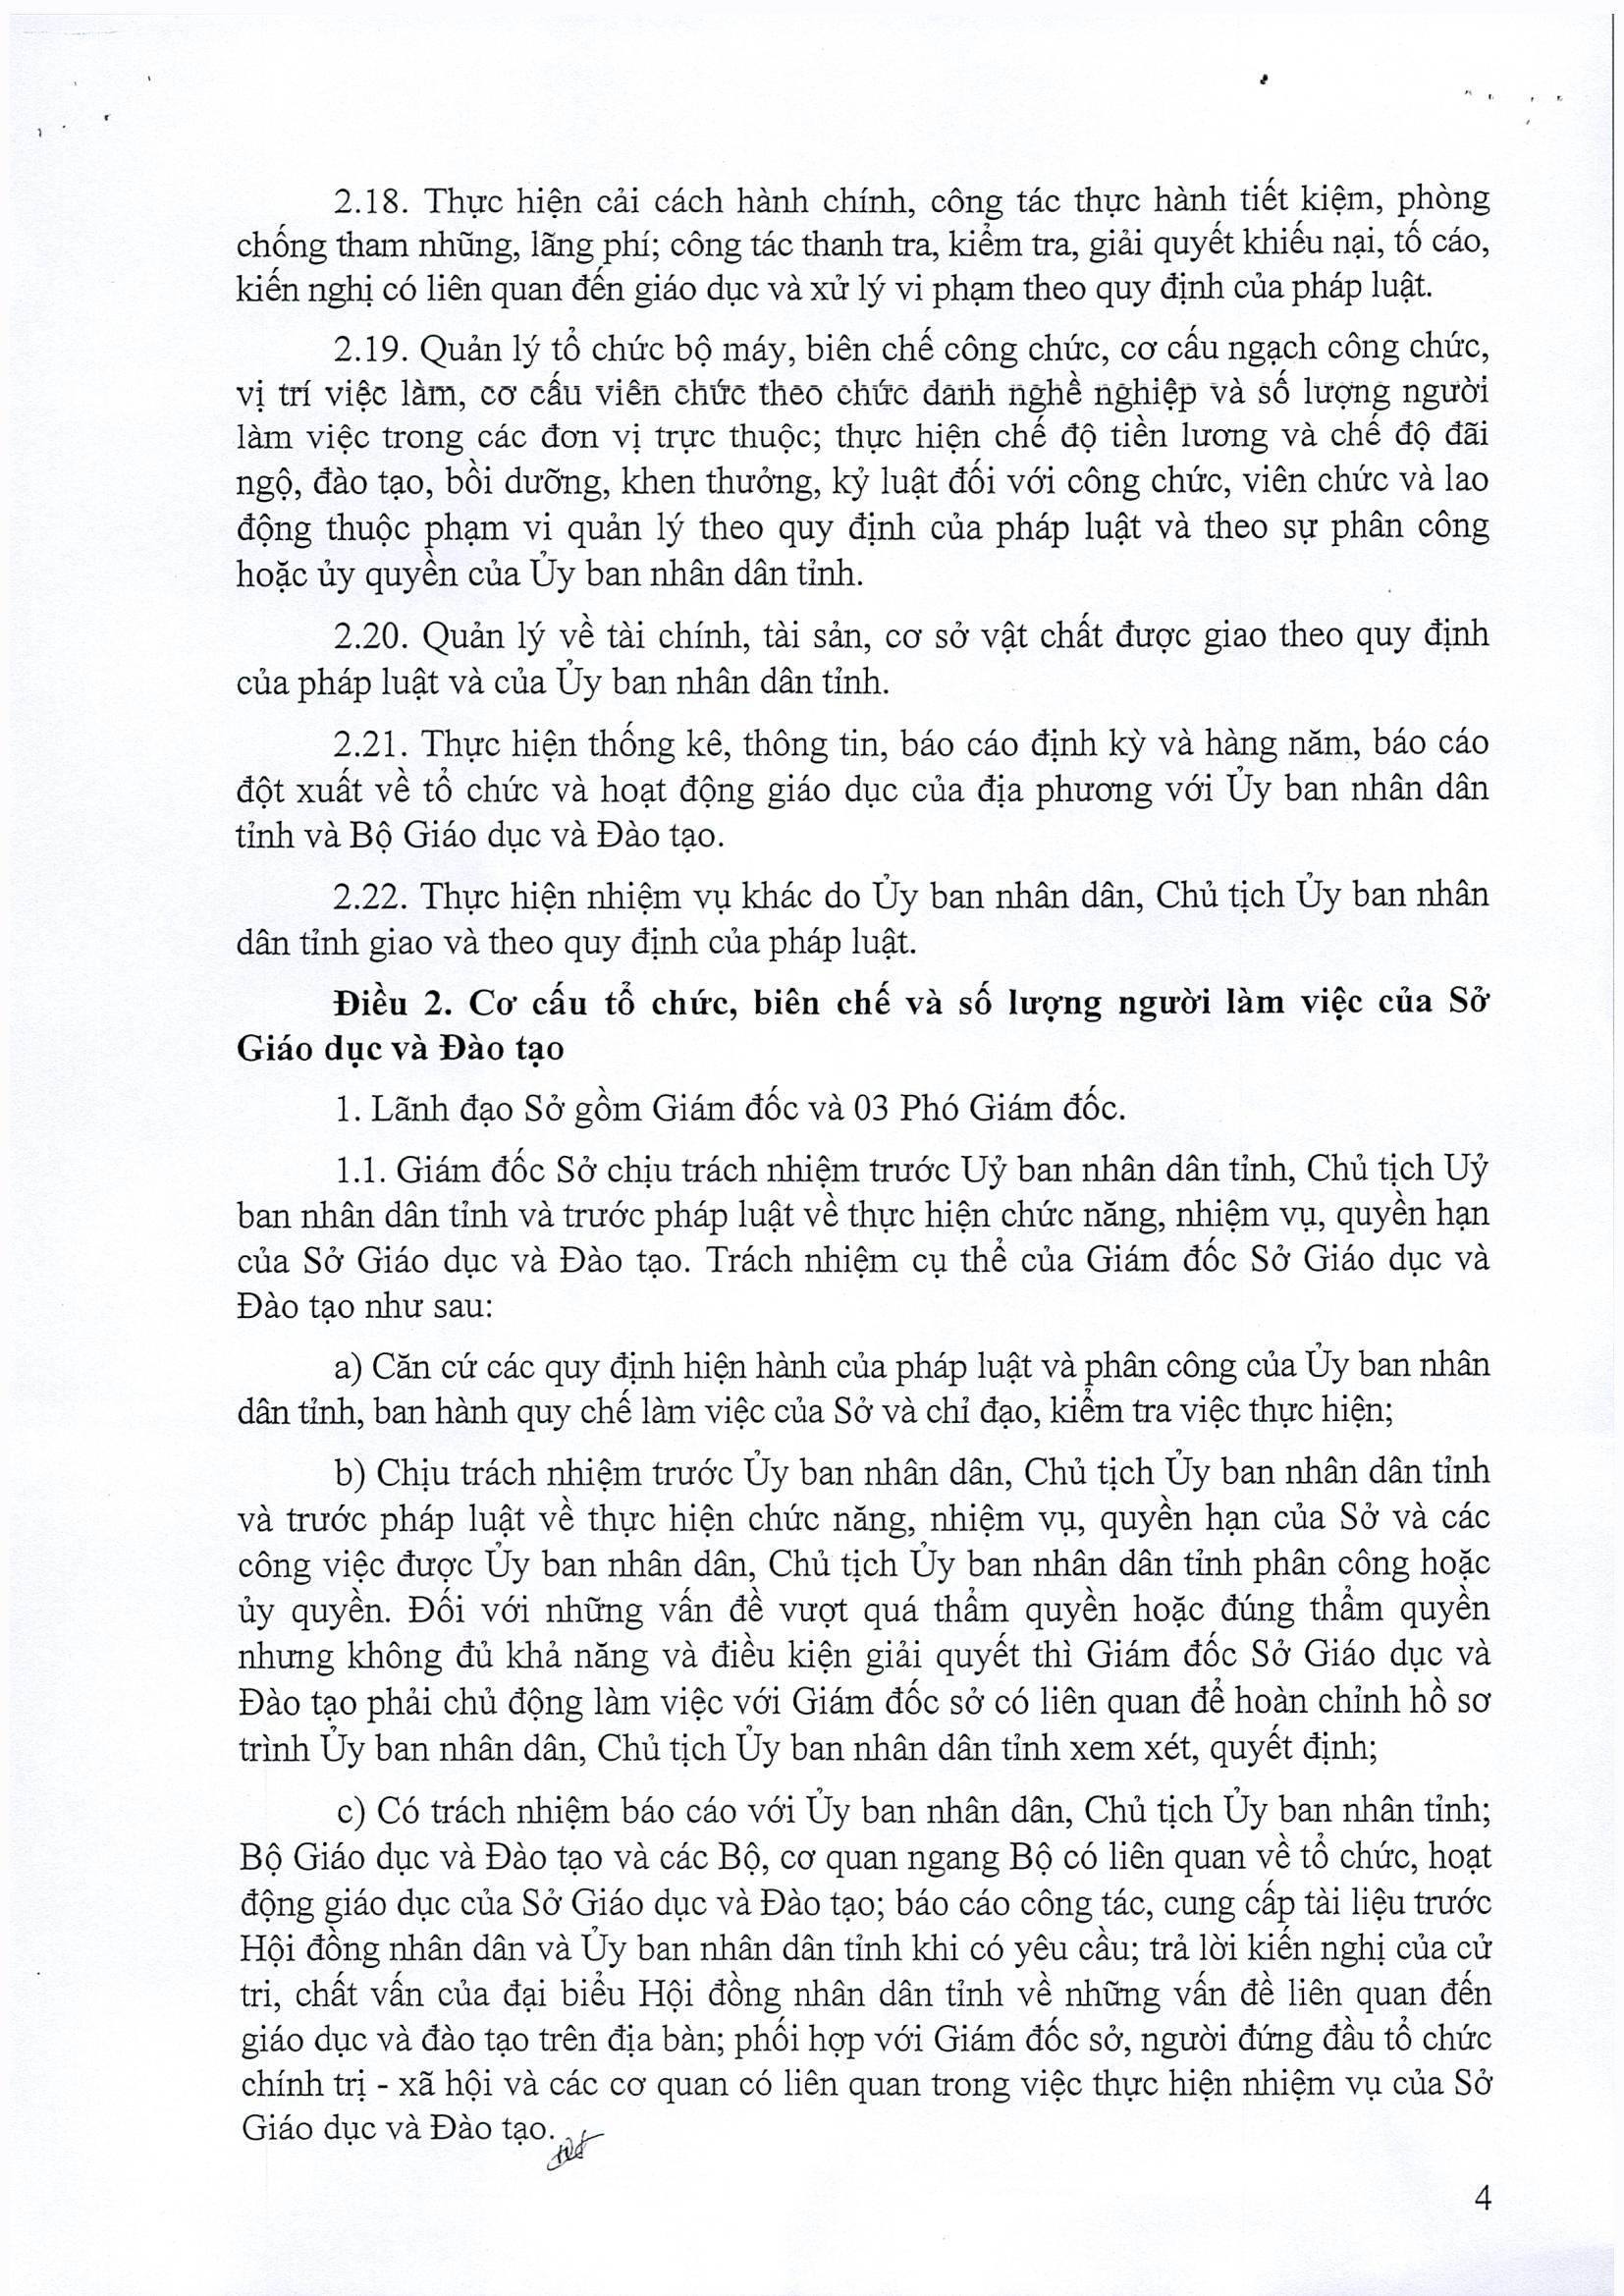 2.18. Thực hiện cải cách hành chính, công tác thực hành tiết kiệm, phòng
chống tham nhũng, lãng phí; công tác thanh tra, kiểm tra, giải quyết khiếu nại, tố cáo,
kiến nghị có liên quan đến giáo dục và xử lý vi phạm theo quy định của pháp luật.
2.19. Quản lý tổ chức bộ máy, biên chế công chức, cơ cấu ngạch công chức,
vị trí việc làm, cơ cấu viên chức theo chức danh nghề nghiệp và số lượng người
làm việc trong các đơn vị trực thuộc; thực hiện chế độ tiền lương và chế độ đãi
ngộ, đào tạo, bồi dưỡng, khen thưởng, kỷ luật đối với công chức, viên chức và lao
động thuộc phạm vi quản lý theo quy định của pháp luật và theo sự phân công
hoặc ủy quyền của Ủy ban nhân dân tỉnh.
2.20. Quản lý về tài chính, tài sản, cơ sở vật chất được giao theo quy định
của pháp luật và của Ủy ban nhân dân tỉnh.
2.21. Thực hiện thống kê, thông tin, báo cáo định kỳ và hàng năm, báo cáo
đột xuất về tổ chức và hoạt động giáo dục của địa phương với Ủy ban nhân dân
tỉnh và Bộ Giáo dục và Đào tạo.
2.22. Thực hiện nhiệm vụ khác do Ủy ban nhân dân, Chủ tịch Ủy ban nhân
dân tỉnh giao và theo quy định của pháp luật.
Điều 2. Cơ cấu tổ chức, biên chế và số lượng người làm việc của Sở
Giáo dục và Đào tạo
1. Lãnh đạo Sở gồm Giám đốc và 03 Phó Giám đốc.
1.1. Giám đốc Sở chịu trách nhiệm trước Uỷ ban nhân dân tỉnh, Chủ tịch Uỷ
ban nhân dân tỉnh và trước pháp luật về thực hiện chức năng, nhiệm vụ, quyền hạn
của Sở Giáo dục và Đào tạo. Trách nhiệm cụ thể của Giám đốc Sở Giáo dục và
Đào tạo như sau:
a) Căn cứ các quy định hiện hành của pháp luật và phân công của Ủy ban nhân
dân tỉnh, ban hành quy chế làm việc của Sở và chỉ đạo, kiểm tra việc thực hiện;
b) Chịu trách nhiệm trước Ủy ban nhân dân, Chủ tịch Ủy ban nhân dân tỉnh
và trước pháp luật về thực hiện chức năng, nhiệm vụ, quyền hạn của Sở và các
công việc được Ủy ban nhân dân, Chủ tịch Ủy ban nhân dân tỉnh phân công hoặc
ủy quyền. Đối với những vấn đề vượt quá thẩm quyền hoặc đúng thẩm quyền
nhưng không đủ khả năng và điều kiện giải quyết thì Giám đốc Sở Giáo dục và
Đào tạo phải chủ động làm việc với Giám đốc sở có liên quan để hoàn chỉnh hồ sơ
trình Ủy ban nhân dân, Chủ tịch Ủy ban nhân dân tỉnh xem xét, quyết định;
c) Có trách nhiệm báo cáo với Ủy ban nhân dân, Chủ tịch Ủy ban nhân tỉnh;
Bộ Giáo dục và Đào tạo và các Bộ, cơ quan ngang Bộ có liên quan về tổ chức, hoạt
động giáo dục của Sở Giáo dục và Đào tạo; báo cáo công tác, cung cấp tài liệu trước
Hội đồng nhân dân và Ủy ban nhân dân tỉnh khi có yêu cầu; trả lời kiến nghị của cử
tri, chất vấn của đại biểu Hội đồng nhân dân tỉnh về những vấn đề liên quan đến
giáo dục và đào tạo trên địa bàn; phối hợp với Giám đốc sở, người đứng đầu tổ chức
chính trị - xã hội và các cơ quan có liên quan trong việc thực hiện nhiệm vụ của Sở
Giáo dục và Đào tạo.
4